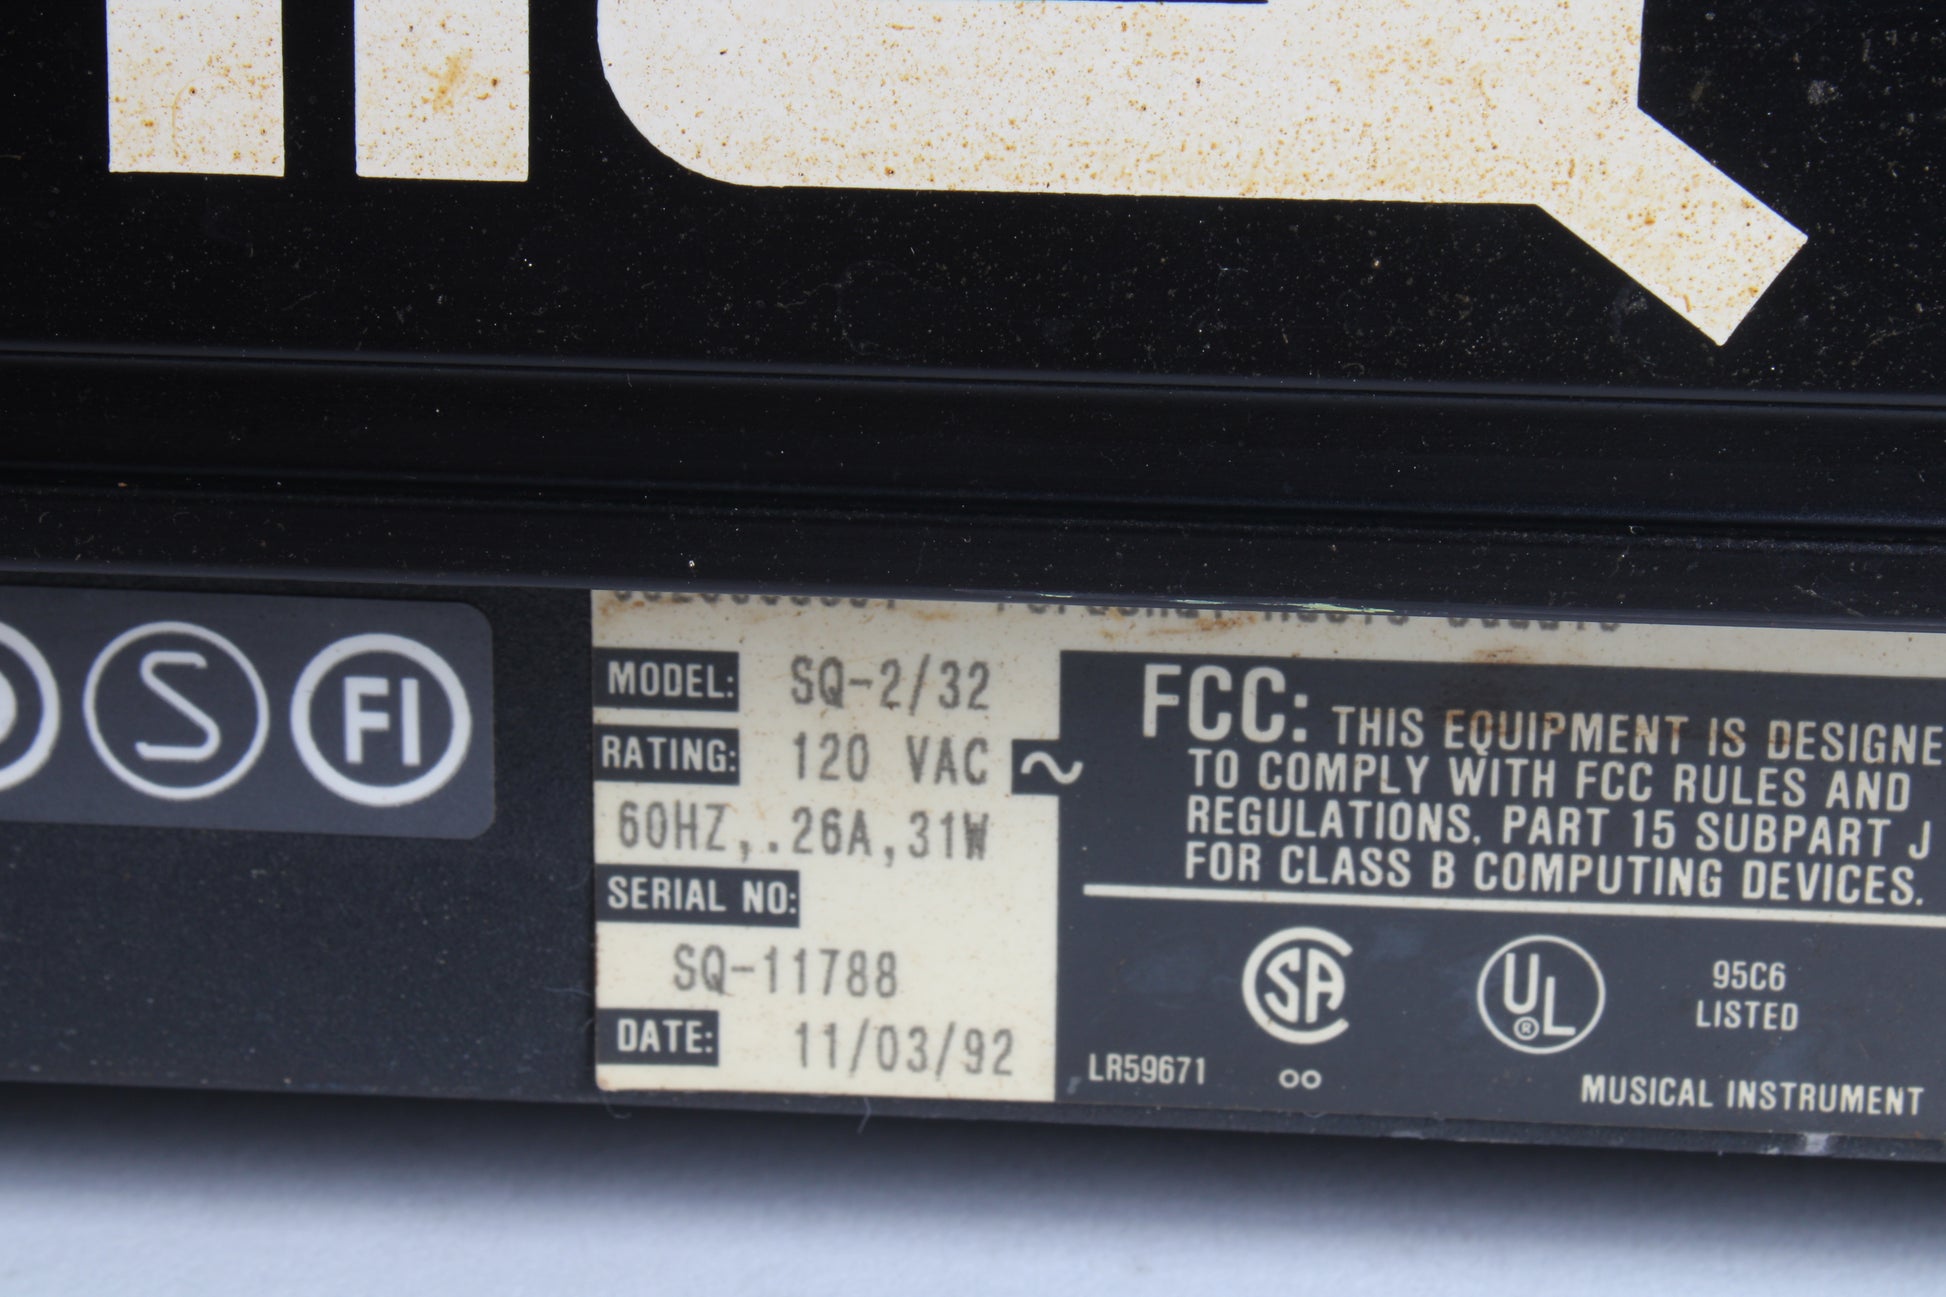 S
FI
MODEL: SQ-2/32
RATING: 120 VAC ~
60HZ,.26A,31W
SERIAL NO:
SQ-11788
DATE: 11/03/92
FCC: THIS EQUIPMENT IS DESIGNE
TO COMPLY WITH FCC RULES AND
REGULATIONS, PART 15 SUBPART J
FOR CLASS B COMPUTING DEVICES.
SA
UL
®
95C6
LISTED
LR59671
MUSICAL INSTRUMENT